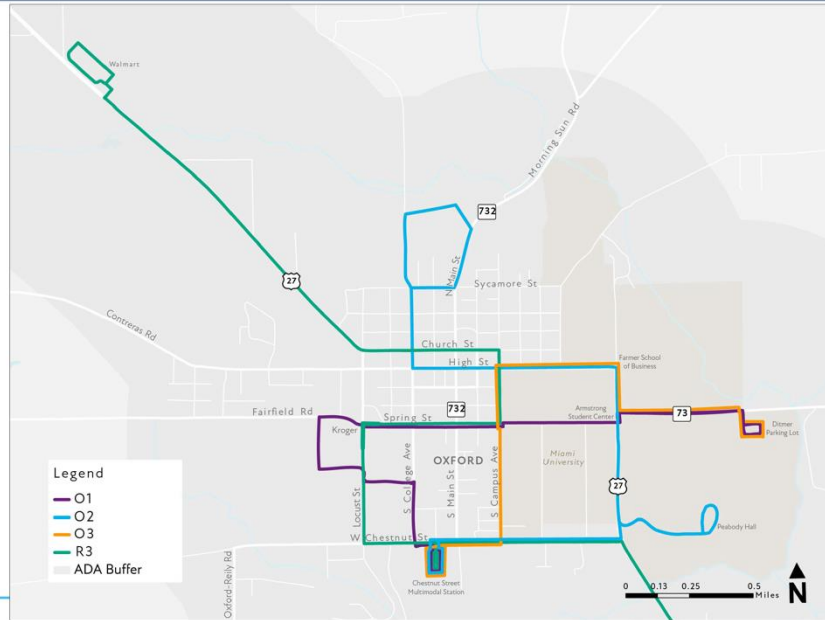 Walmart
Morning Sun Rd
732
N Main St
27
Sycamore St
Contreras Rd
Church St
High St
Farmer School
of Business
Fairfield Rd
732
Spring St
Armstrong
Student Center
73
Ditmer
Parking Lot
Kroger
OXFORD
Miami
University
S College Ave
S Main St
S Campus Ave
Locust St
27
Peabody Hall
W Chestnut St
Oxford-Reily Rd
Chestnut Street
Multimodal Station
Legend
O1
O2
O3
R3
ADA Buffer
0 0.13 0.25 0.5
Miles
N